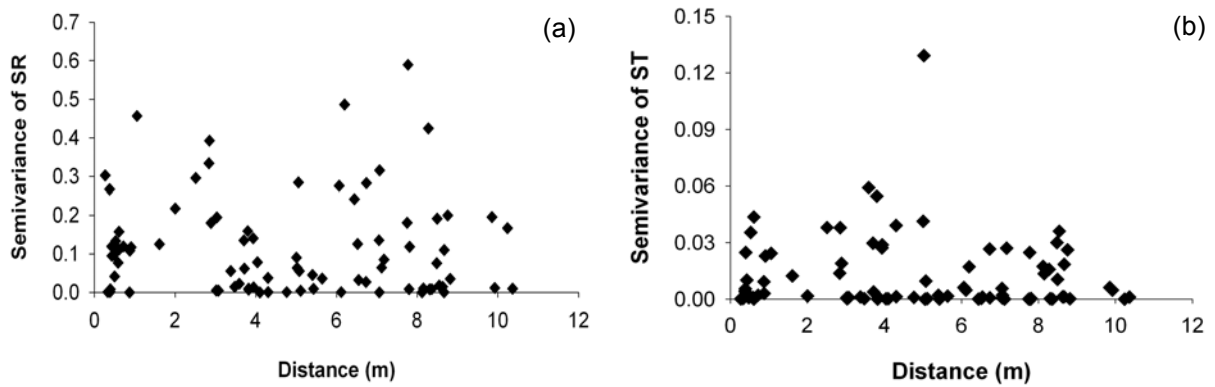 (a)
Semivariance of SR
0.7
0.6
0.5
0.4
0.3
0.2
0.1
0.0
0 2 4 6 8 10 12
Distance (m)
(b)
Semivariance of ST
0.15
0.12
0.09
0.06
0.03
0.00
0 2 4 6 8 10 12
Distance (m)